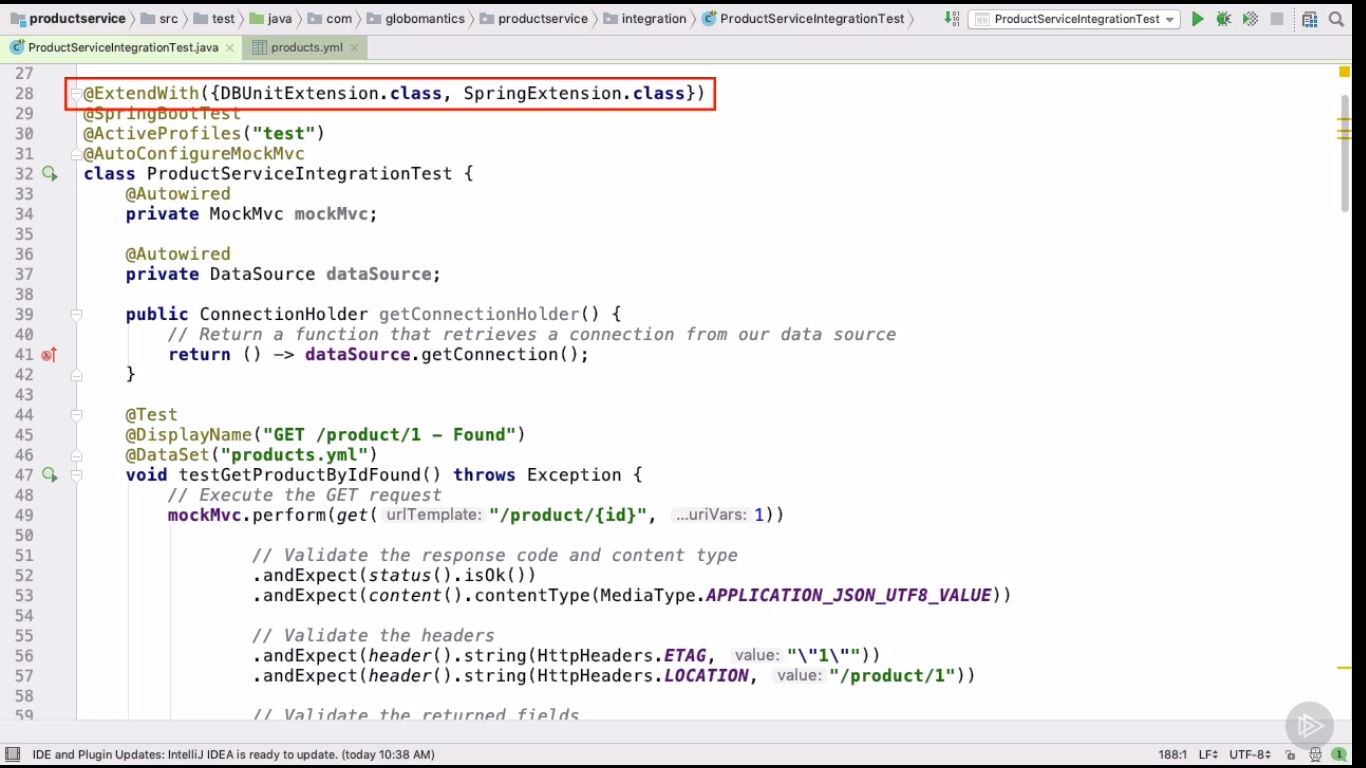 productservice src test java com globomantics productservice integration ProductServiceIntegrationTest ProductServiceIntegrationTest
ProductServiceIntegrationTest.java products.yml
27
28 @ExtendWith({DBUnitExtension.class, SpringExtension.class})
29 @SpringBootTest
30 @ActiveProfiles("test")
31 @AutoConfigureMockMvc
32 class ProductServiceIntegrationTest {
33 @Autowired
34 private MockMvc mockMvc;
35
36 @Autowired
37 private DataSource dataSource;
38
39 public ConnectionHolder getConnectionHolder() {
40 // Return a function that retrieves a connection from our data source
41 return () -> dataSource.getConnection();
42 }
43
44 @Test
45 @DisplayName("GET /product/1 - Found")
46 @DataSet("products.yml")
47 void testGetProductByIdFound() throws Exception {
48 // Execute the GET request
49 mockMvc.perform(get( urlTemplate: "/product/{id}", ...uriVars: 1))
50
51 // Validate the response code and content type
52 .andExpect(status().isOk())
53 .andExpect(content().contentType(MediaType.APPLICATION_JSON_UTF8_VALUE))
54
55 // Validate the headers
56 .andExpect(header().string(HttpHeaders.ETAG, value: "\"1\""))
57 .andExpect(header().string(HttpHeaders.LOCATION, value: "/product/1"))
58
59 // Validate the returned fields
IDE and Plugin Updates: IntelliJ IDEA is ready to update. (today 10:38 AM) 188:1 LF UTF-8 1